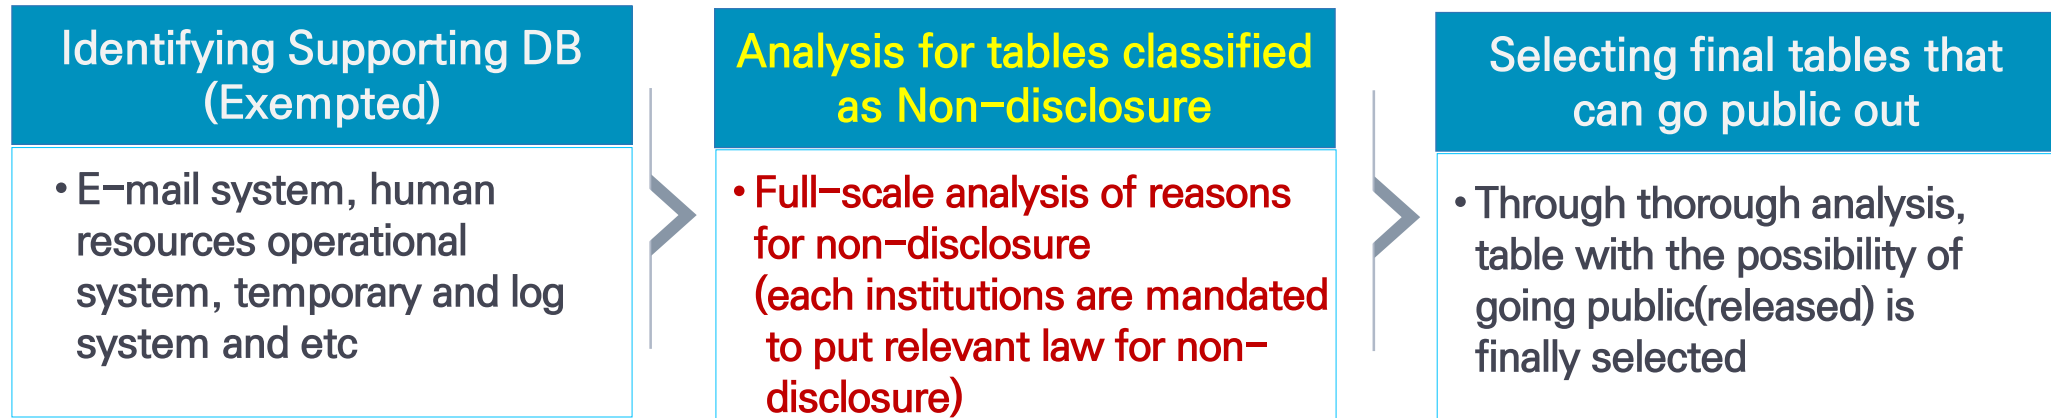 Identifying Supporting DB
(Exempted)
• E-mail system, human
resources operational
system, temporary and log
system and etc
Analysis for tables classified
as Non-disclosure
• Full-scale analysis of reasons
for non-disclosure
(each institutions are mandated
to put relevant law for non-
disclosure)
Selecting final tables that
can go public out
• Through thorough analysis,
table with the possibility of
going public(released) is
finally selected